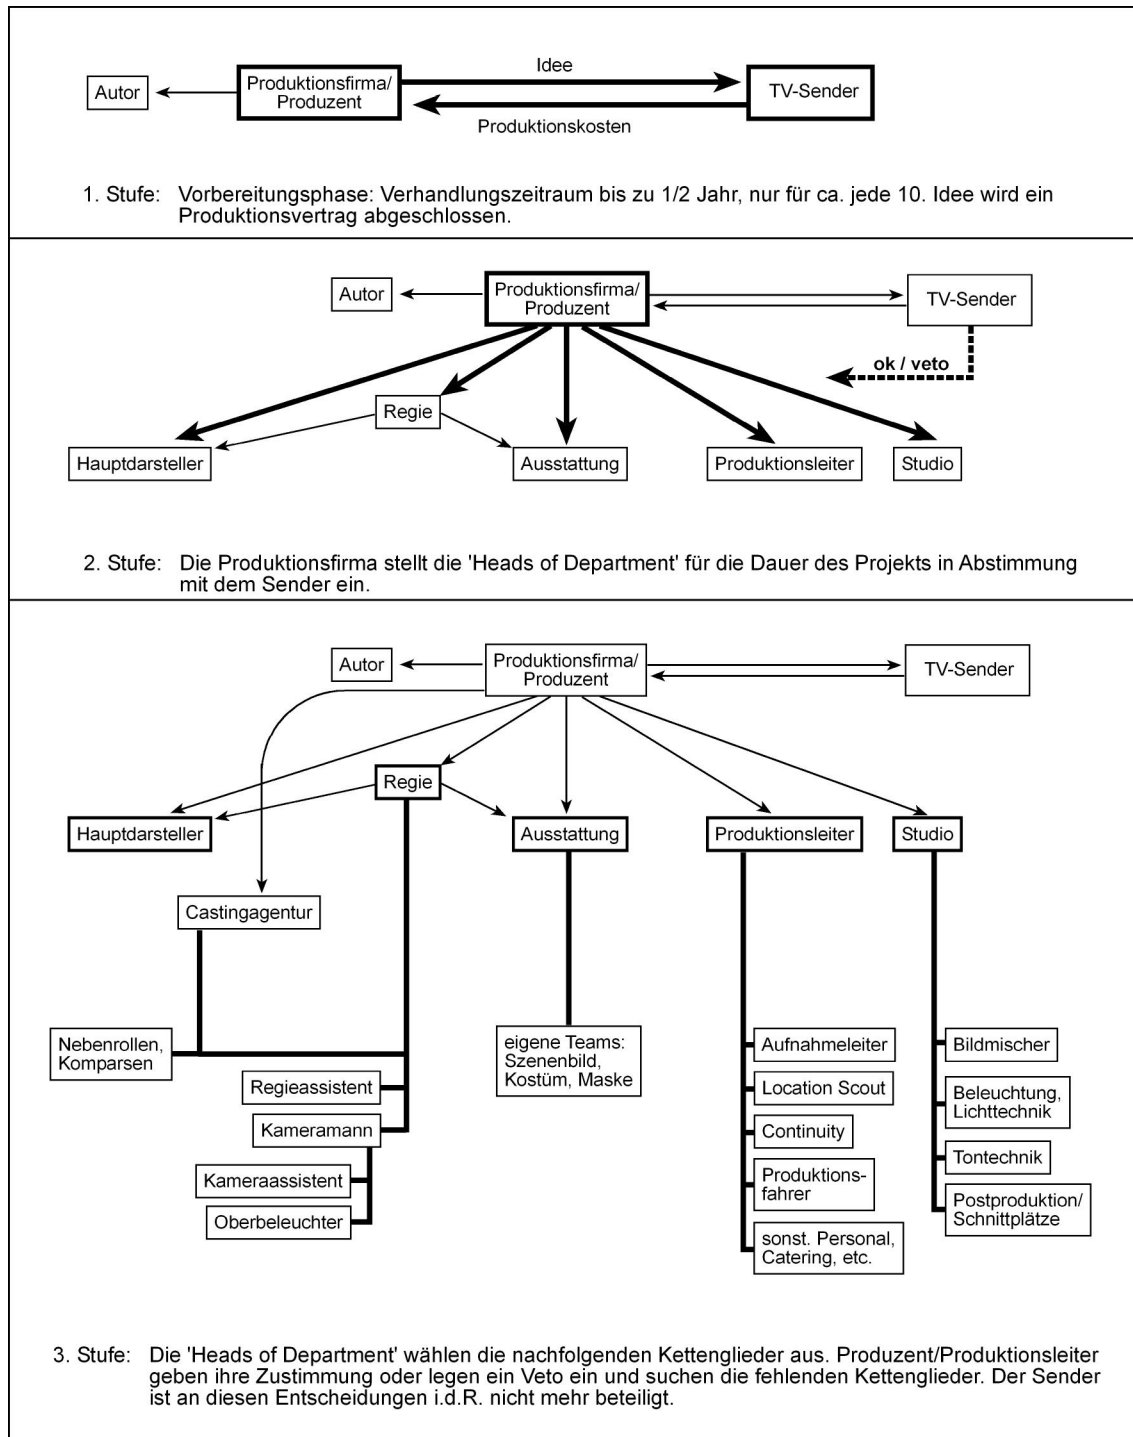 Idee
Autor
Produktionsfirma/
Produzent
TV-Sender
Produktionskosten
1. Stufe: Vorbereitungsphase: Verhandlungszeitraum bis zu 1/2 Jahr, nur für ca. jede 10. Idee wird ein
Produktionsvertrag abgeschlossen.
Autor
Produktionsfirma/
Produzent
TV-Sender
ok / veto
Regie
Hauptdarsteller
Ausstattung
Produktionsleiter
Studio
2. Stufe: Die Produktionsfirma stellt die 'Heads of Department' für die Dauer des Projekts in Abstimmung
mit dem Sender ein.
Autor
Produktionsfirma/
Produzent
TV-Sender
Regie
Hauptdarsteller
Ausstattung
Produktionsleiter
Studio
Castingagentur
Nebenrollen,
Komparsen
Regieassistent
Kameramann
Kameraassistent
Oberbeleuchter
eigene Teams:
Szenenbild,
Kostüm, Maske
Aufnahmeleiter
Location Scout
Continuity
Produktions-
fahrer
sonst. Personal,
Catering, etc.
Bildmischer
Beleuchtung,
Lichttechnik
Tontechnik
Postproduktion/
Schnittplätze
3. Stufe: Die 'Heads of Department' wählen die nachfolgenden Kettenglieder aus. Produzent/Produktionsleiter
geben ihre Zustimmung oder legen ein Veto ein und suchen die fehlenden Kettenglieder. Der Sender
ist an diesen Entscheidungen i.d.R. nicht mehr beteiligt.